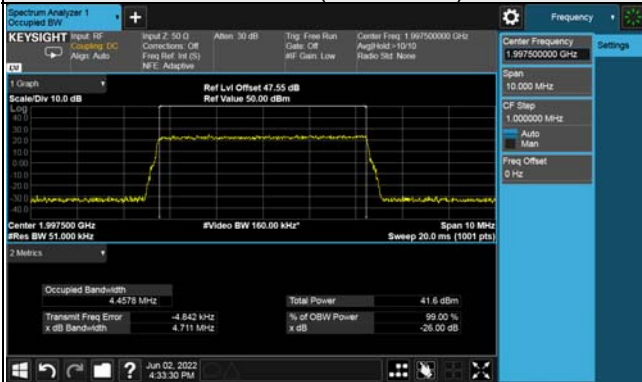 Spectrum Analyzer 1
Occupied BW
Frequency
KEYSIGHT
Input: RF
Coupling: DC
Align: Auto
Input Z: 50 Ω
Corrections: Off
Freq Ref: Int (S)
NFE: Adaptive
Atten: 30 dB
Trig: Free Run
Gate: Off
#IF Gain: Low
Center Freq: 1.997500000 GHz
Avg|Hold:>10/10
Radio Std: None
LXI
Center Frequency
1.997500000 GHz
Settings
Span
10.000 MHz
CF Step
1.000000 MHz
Auto
Man
Freq Offset
0 Hz
1 Graph
Scale/Div 10.0 dB
Ref Lvl Offset 47.55 dB
Ref Value 50.00 dBm
Log
40.0
30.0
20.0
10.0
0.00
-10.0
-20.0
-30.0
-40.0
Center 1.997500 GHz
#Res BW 51.000 kHz
#Video BW 160.00 kHz*
Span 10 MHz
Sweep 20.0 ms (1001 pts)
2 Metrics
Occupied Bandwidth
4.4578 MHz
Total Power
41.6 dBm
Transmit Freq Error
-4.842 kHz
% of OBW Power
99.00 %
x dB Bandwidth
4.711 MHz
x dB
-26.00 dB
?
Jun 02, 2022
4:33:30 PM